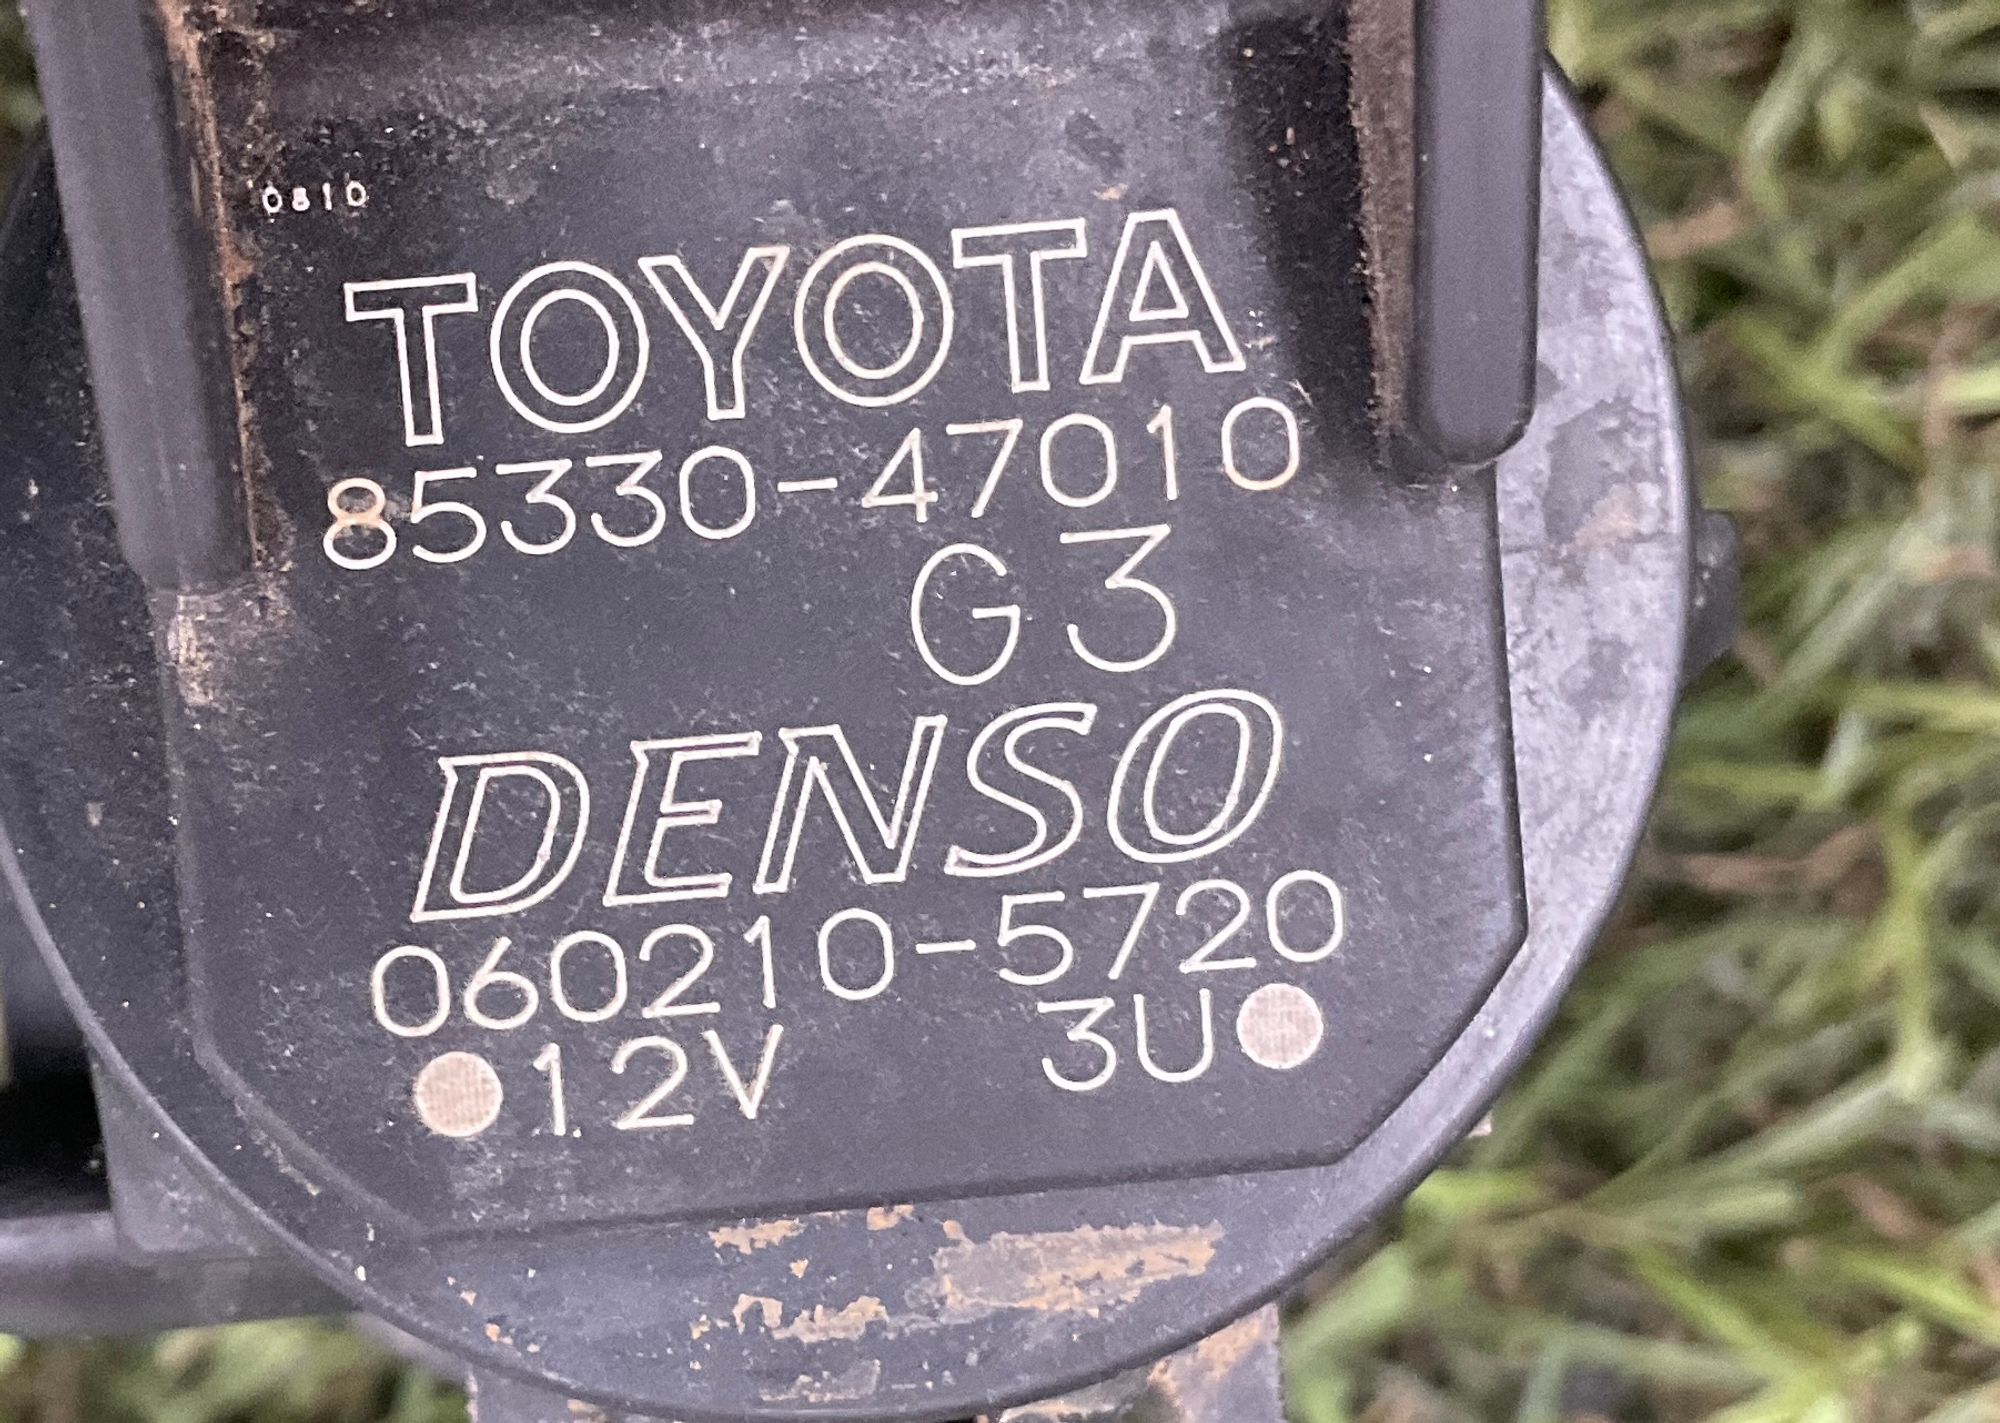 0810
TOYOTA
85330-47010
G3
DENSO
060210-5720
12V 3U